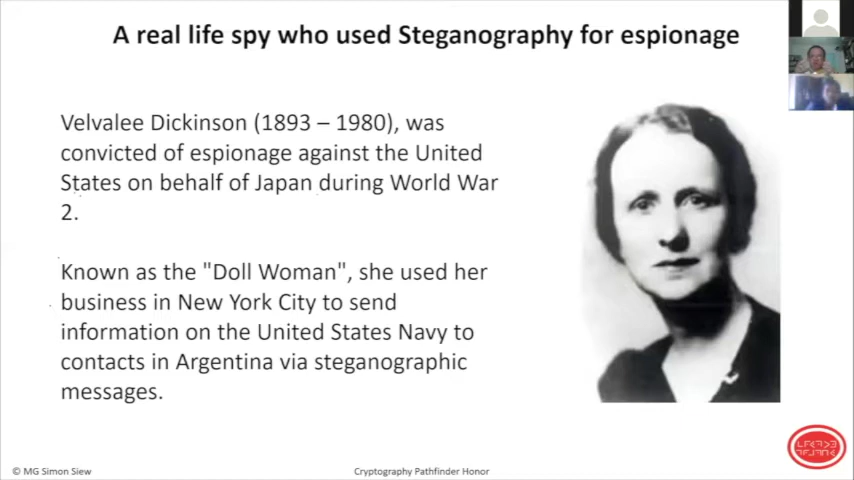 A real life spy who used Steganography for espionage
Velvalee Dickinson (1893 – 1980), was
convicted of espionage against the United
States on behalf of Japan during World War
2.
Known as the "Doll Woman", she used her
business in New York City to send
information on the United States Navy to
contacts in Argentina via steganographic
messages.
© MG Simon Siew
Cryptography Pathfinder Honor